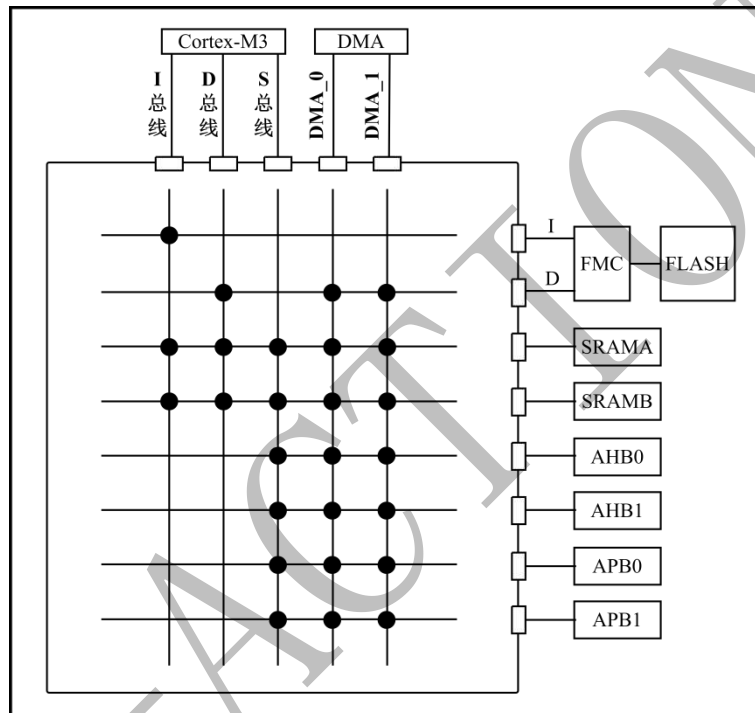 Cortex-M3 DMA
I 总线 D 总线 S 总线 DMA_0 DMA_1
I
FMC FLASH
D
SRAMA
SRAMB
AHB0
AHB1
APB0
APB1
ACTION